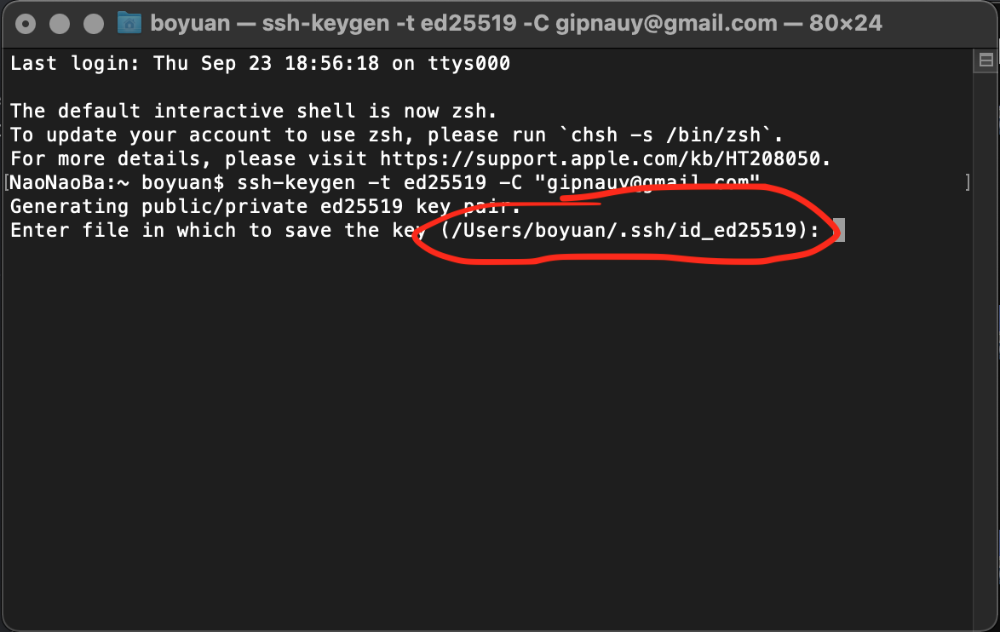 boyuan — ssh-keygen -t ed25519 -C gipnauy@gmail.com — 80×24
Last login: Thu Sep 23 18:56:18 on ttys000
The default interactive shell is now zsh.
To update your account to use zsh, please run `chsh -s /bin/zsh`.
For more details, please visit https://support.apple.com/kb/HT208050.
[NaoNaoBa:~ boyuan$ ssh-keygen -t ed25519 -C "gipnauy@gmail.com" ]
Generating public/private ed25519 key pair.
Enter file in which to save the key (/Users/boyuan/.ssh/id_ed25519):